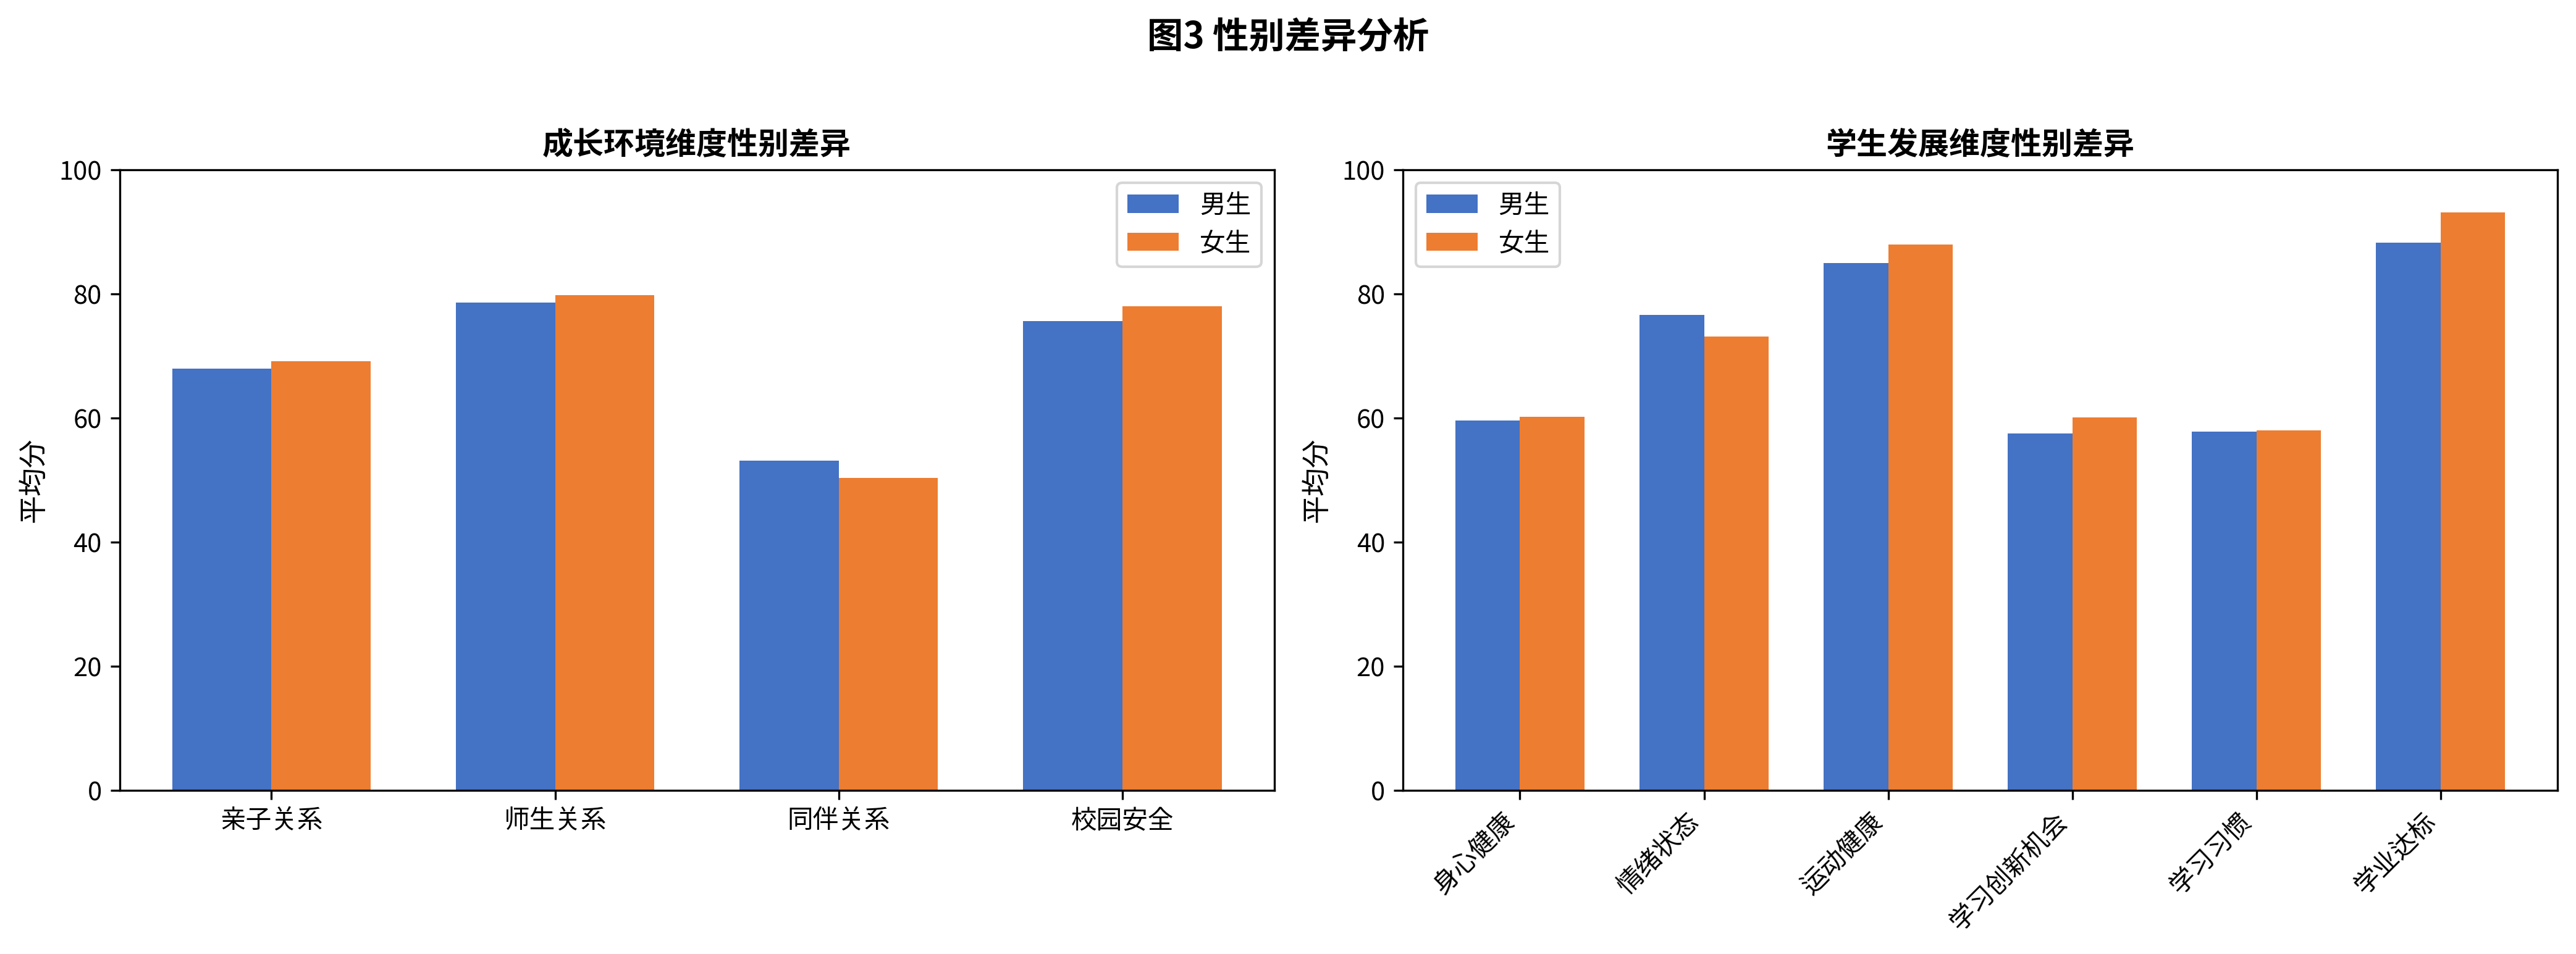 图3 性别差异分析
成长环境维度性别差异
100
80
60
40
20
0
平均分
男生
女生
亲子关系
师生关系
同伴关系
校园安全
学生发展维度性别差异
100
80
60
40
20
0
平均分
男生
女生
身心健康
情绪状态
运动健康
学习创新机会
学习习惯
学业达标